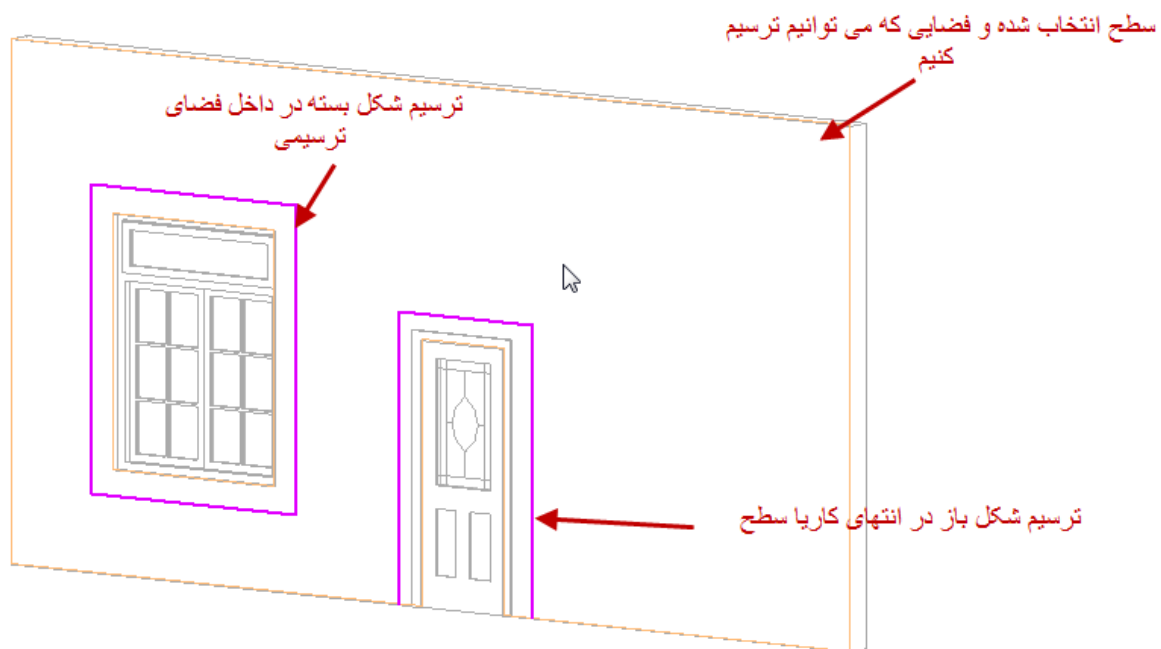 سطح انتخاب شده و فضایی که می توانیم ترسیم
کنیم
ترسیم شکل بسته در داخل فضای
ترسیمی
ترسیم شکل باز در انتهای کاریا سطح